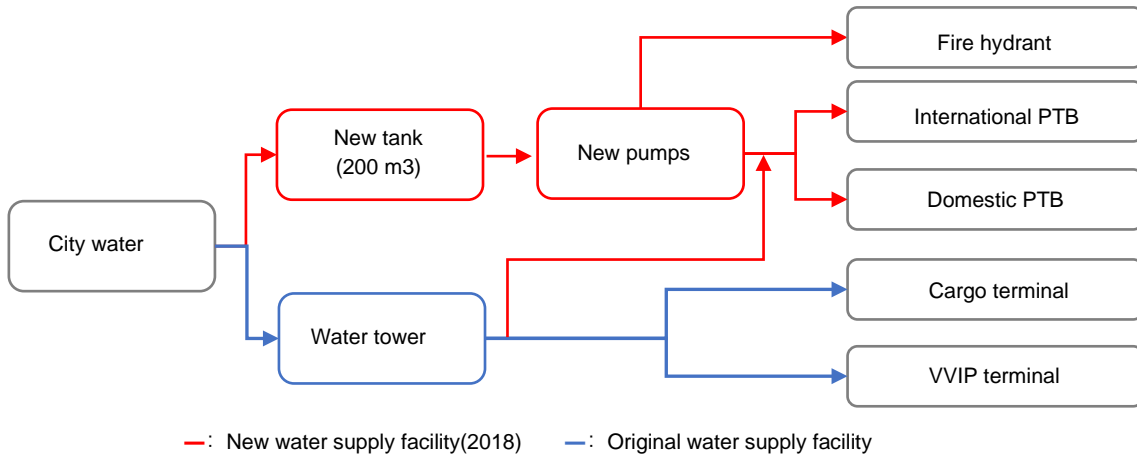 Fire hydrant
New tank
(200 m3)
New pumps
International PTB
Domestic PTB
City water
Water tower
Cargo terminal
VVIP terminal
: New water supply facility(2018)
: Original water supply facility